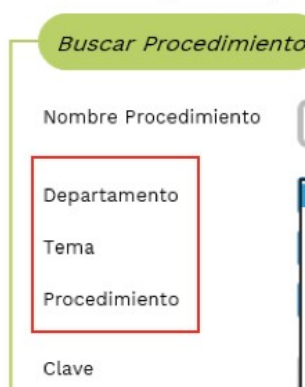 Buscar Procedimiento
Nombre Procedimiento
Departamento
Tema
Procedimiento
Clave